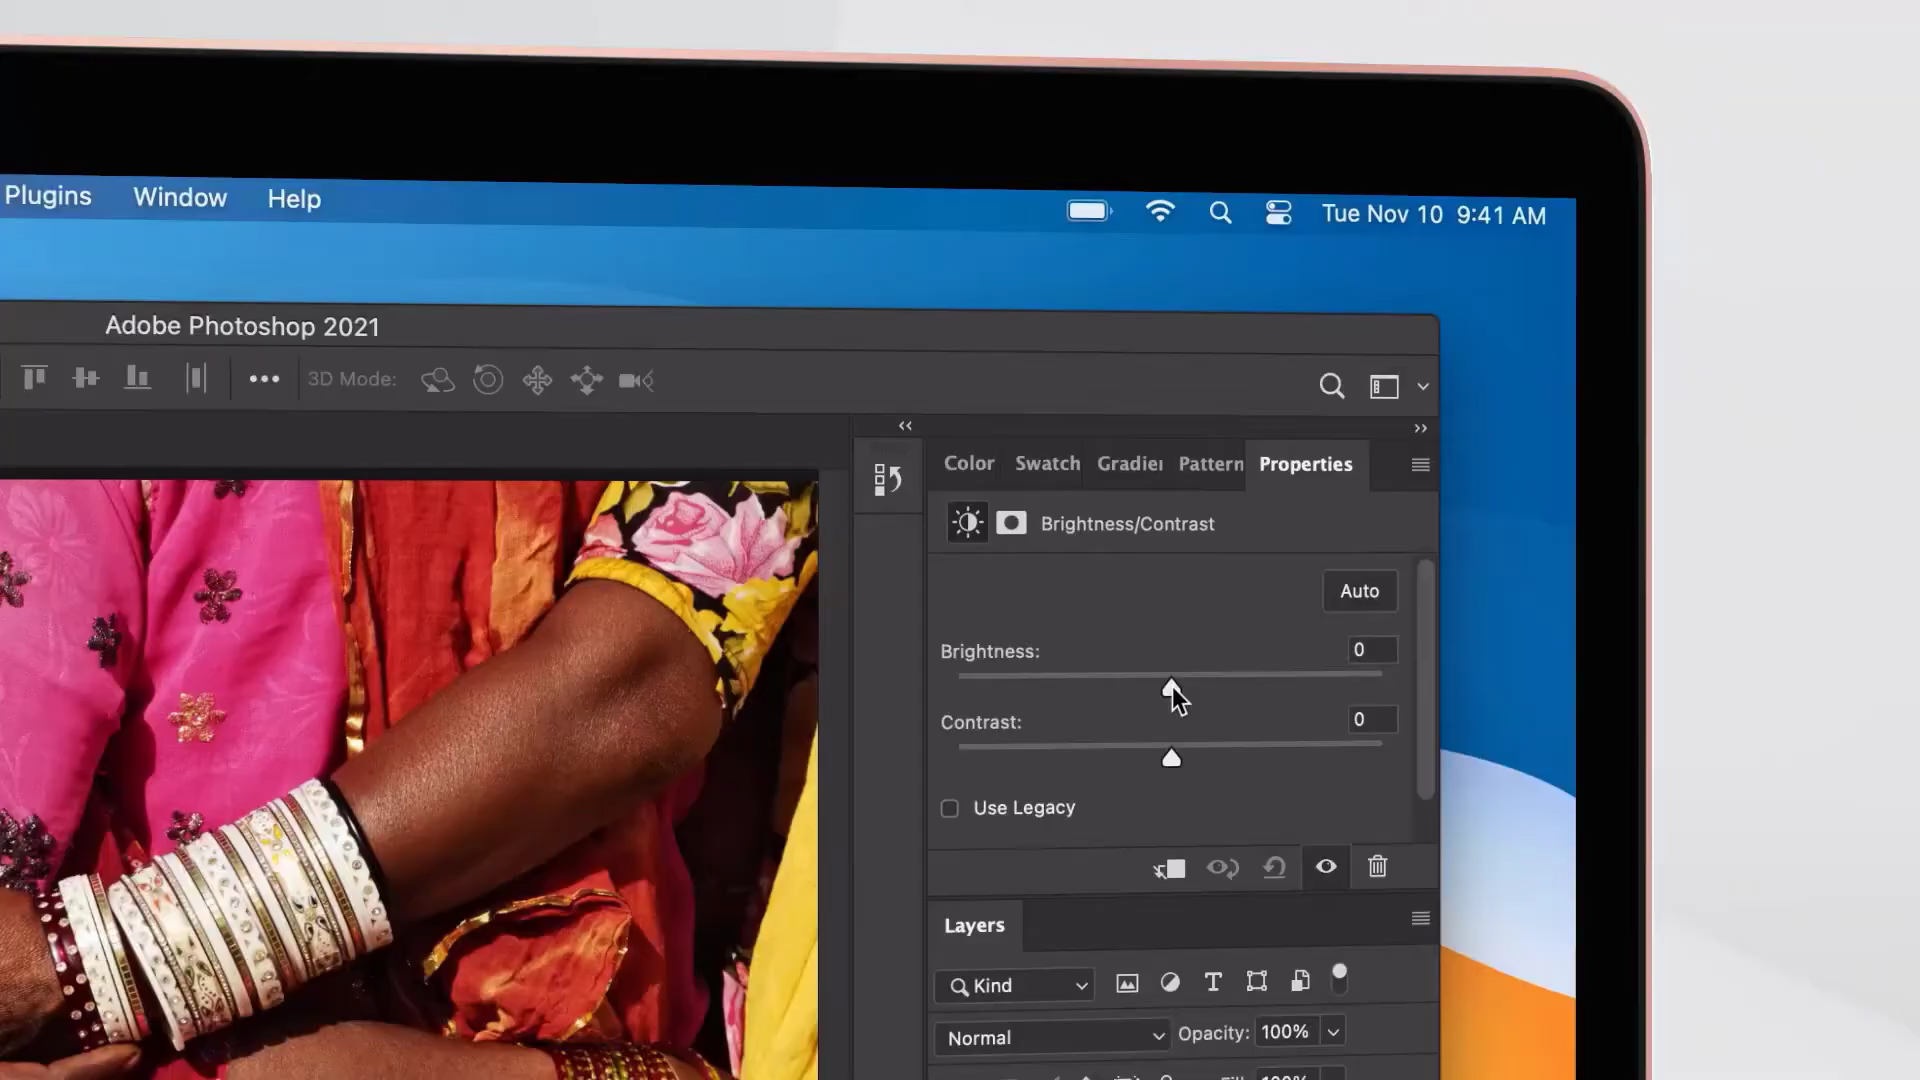 Plugins Window Help
Tue Nov 10 9:41 AM
Adobe Photoshop 2021
3D Mode:
Color Swatch Gradier Pattern Properties
Brightness/Contrast
Auto
Brightness: 0
Contrast: 0
Use Legacy
Layers
Kind
Normal Opacity: 100%